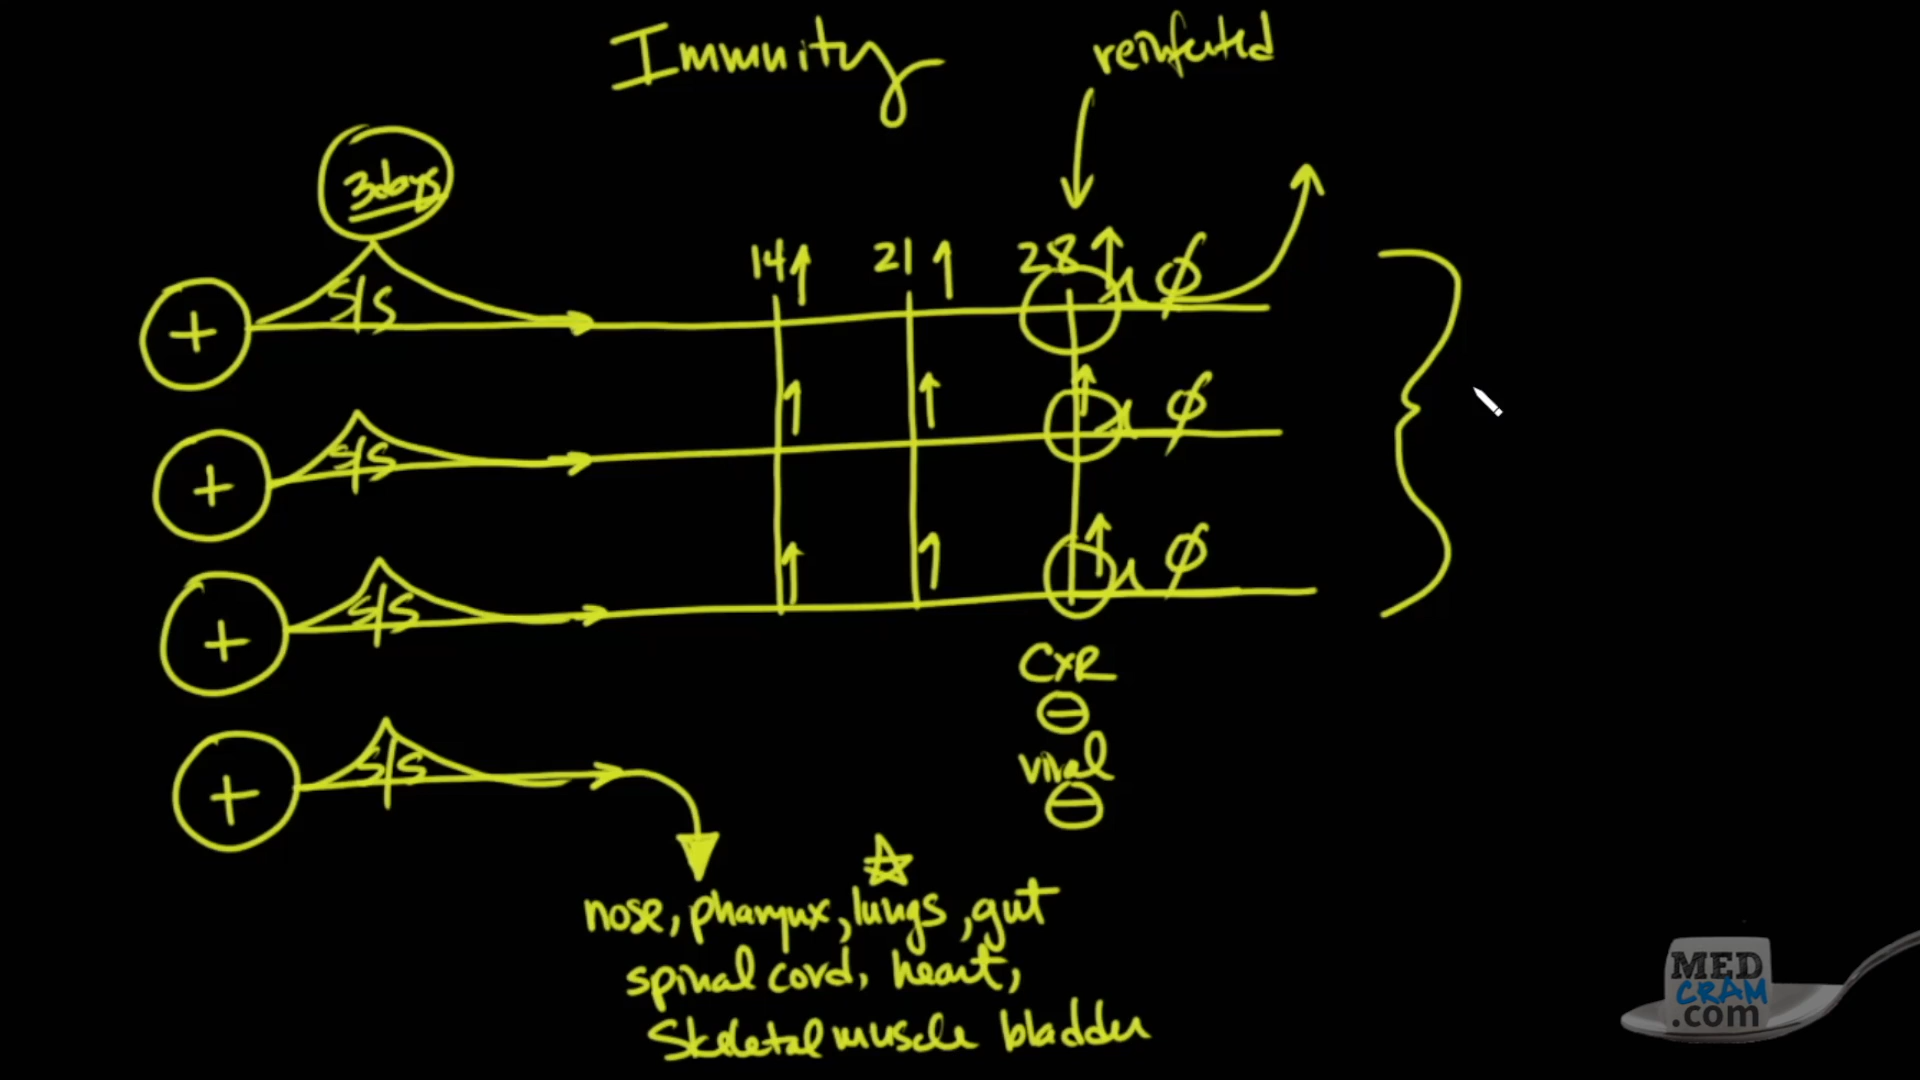 Immunity
reinfected
3days
14↑ 21↑ 28↑ ∅
+ S/S
↑ ↑ ↑ ∅
+ S/S
↑ ↑ ↑ ∅
+ S/S
CXR
⊖
+ S/S
viral
⊖
☆
nose, pharynx, lungs, gut
spinal cord, heart,
Skeletal muscle bladder
MED
CRAM
.com